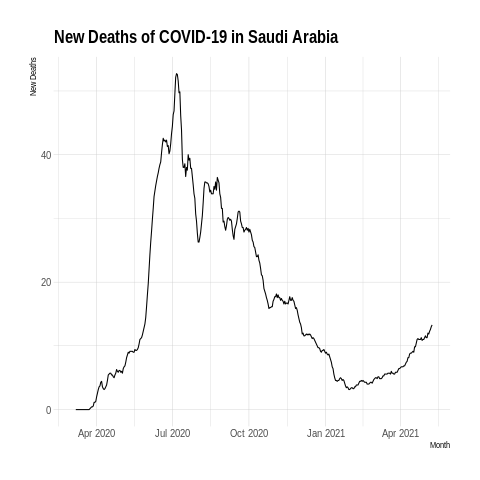 New Deaths of COVID-19 in Saudi Arabia
New Deaths
40
20
0
Apr 2020 Jul 2020 Oct 2020 Jan 2021 Apr 2021
Month